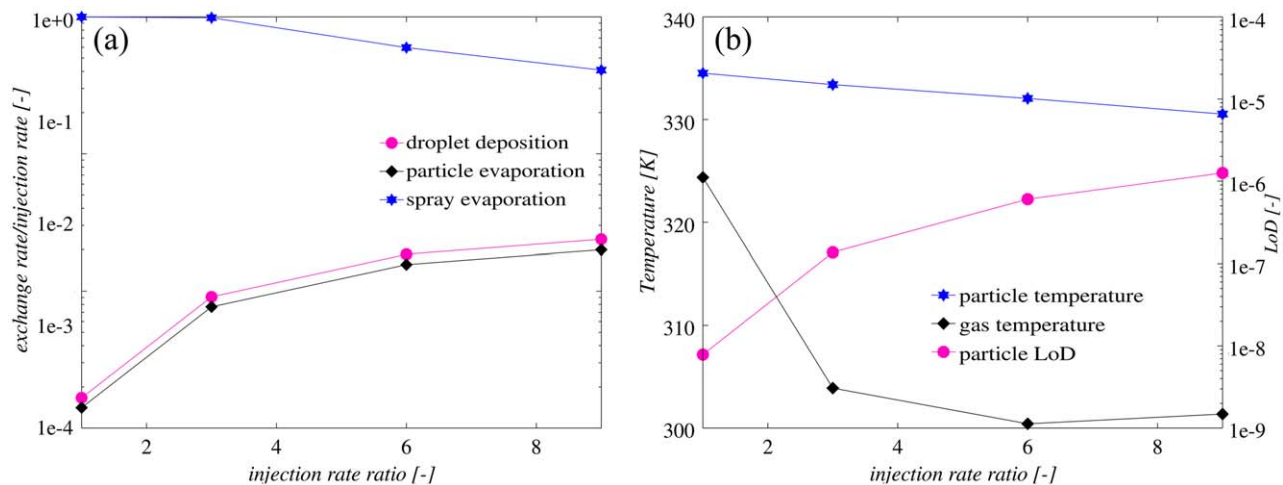 (a)
exchange rate/injection rate [-]
1e+0
1e-1
1e-2
1e-3
1e-4
droplet deposition
particle evaporation
spray evaporation
2
4
6
8
injection rate ratio [-]
(b)
Temperature [K]
340
330
320
310
300
particle temperature
gas temperature
particle LoD
2
4
6
8
injection rate ratio [-]
1e-4
1e-5
1e-6
1e-7
1e-8
1e-9
LoD [-]